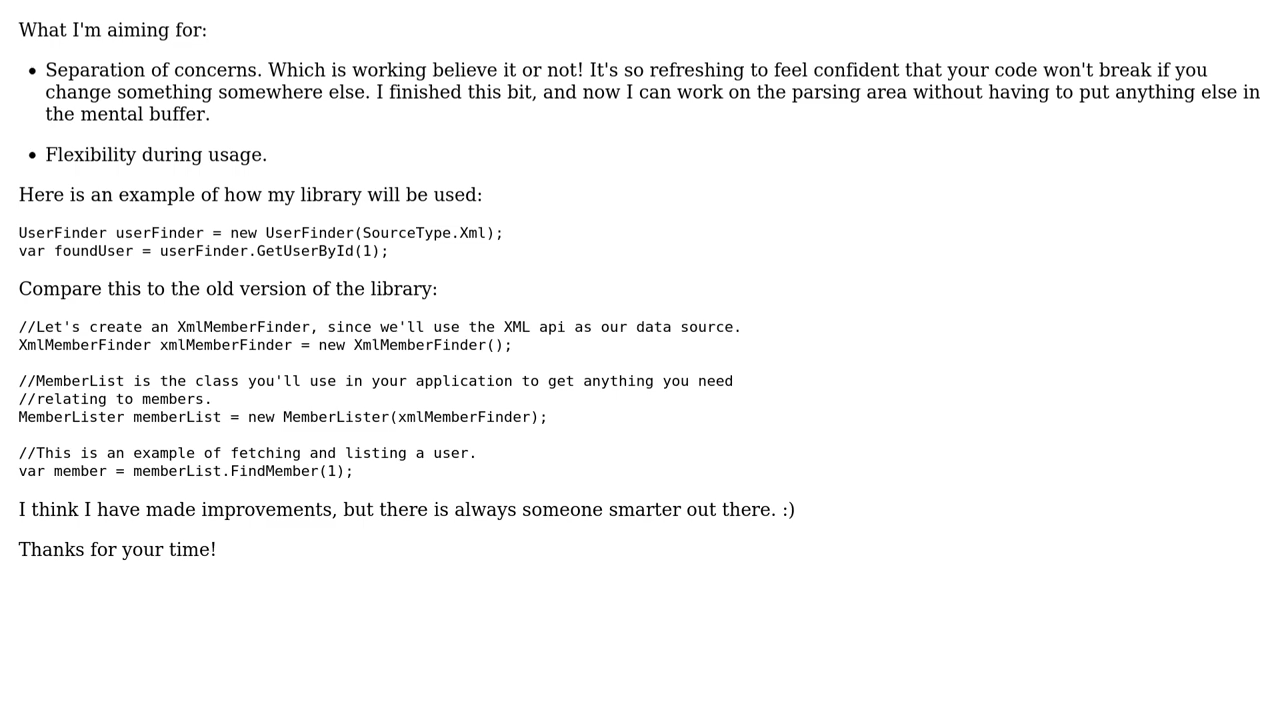 What I'm aiming for:
• Separation of concerns. Which is working believe it or not! It's so refreshing to feel confident that your code won't break if you
change something somewhere else. I finished this bit, and now I can work on the parsing area without having to put anything else in
the mental buffer.
• Flexibility during usage.
Here is an example of how my library will be used:
UserFinder userFinder = new UserFinder(SourceType.Xml);
var foundUser = userFinder.GetUserById(1);
Compare this to the old version of the library:
//Let's create an XmlMemberFinder, since we'll use the XML api as our data source.
XmlMemberFinder xmlMemberFinder = new XmlMemberFinder();
//MemberList is the class you'll use in your application to get anything you need
//relating to members.
MemberLister memberList = new MemberLister(xmlMemberFinder);
//This is an example of fetching and listing a user.
var member = memberList.FindMember(1);
I think I have made improvements, but there is always someone smarter out there. :)
Thanks for your time!